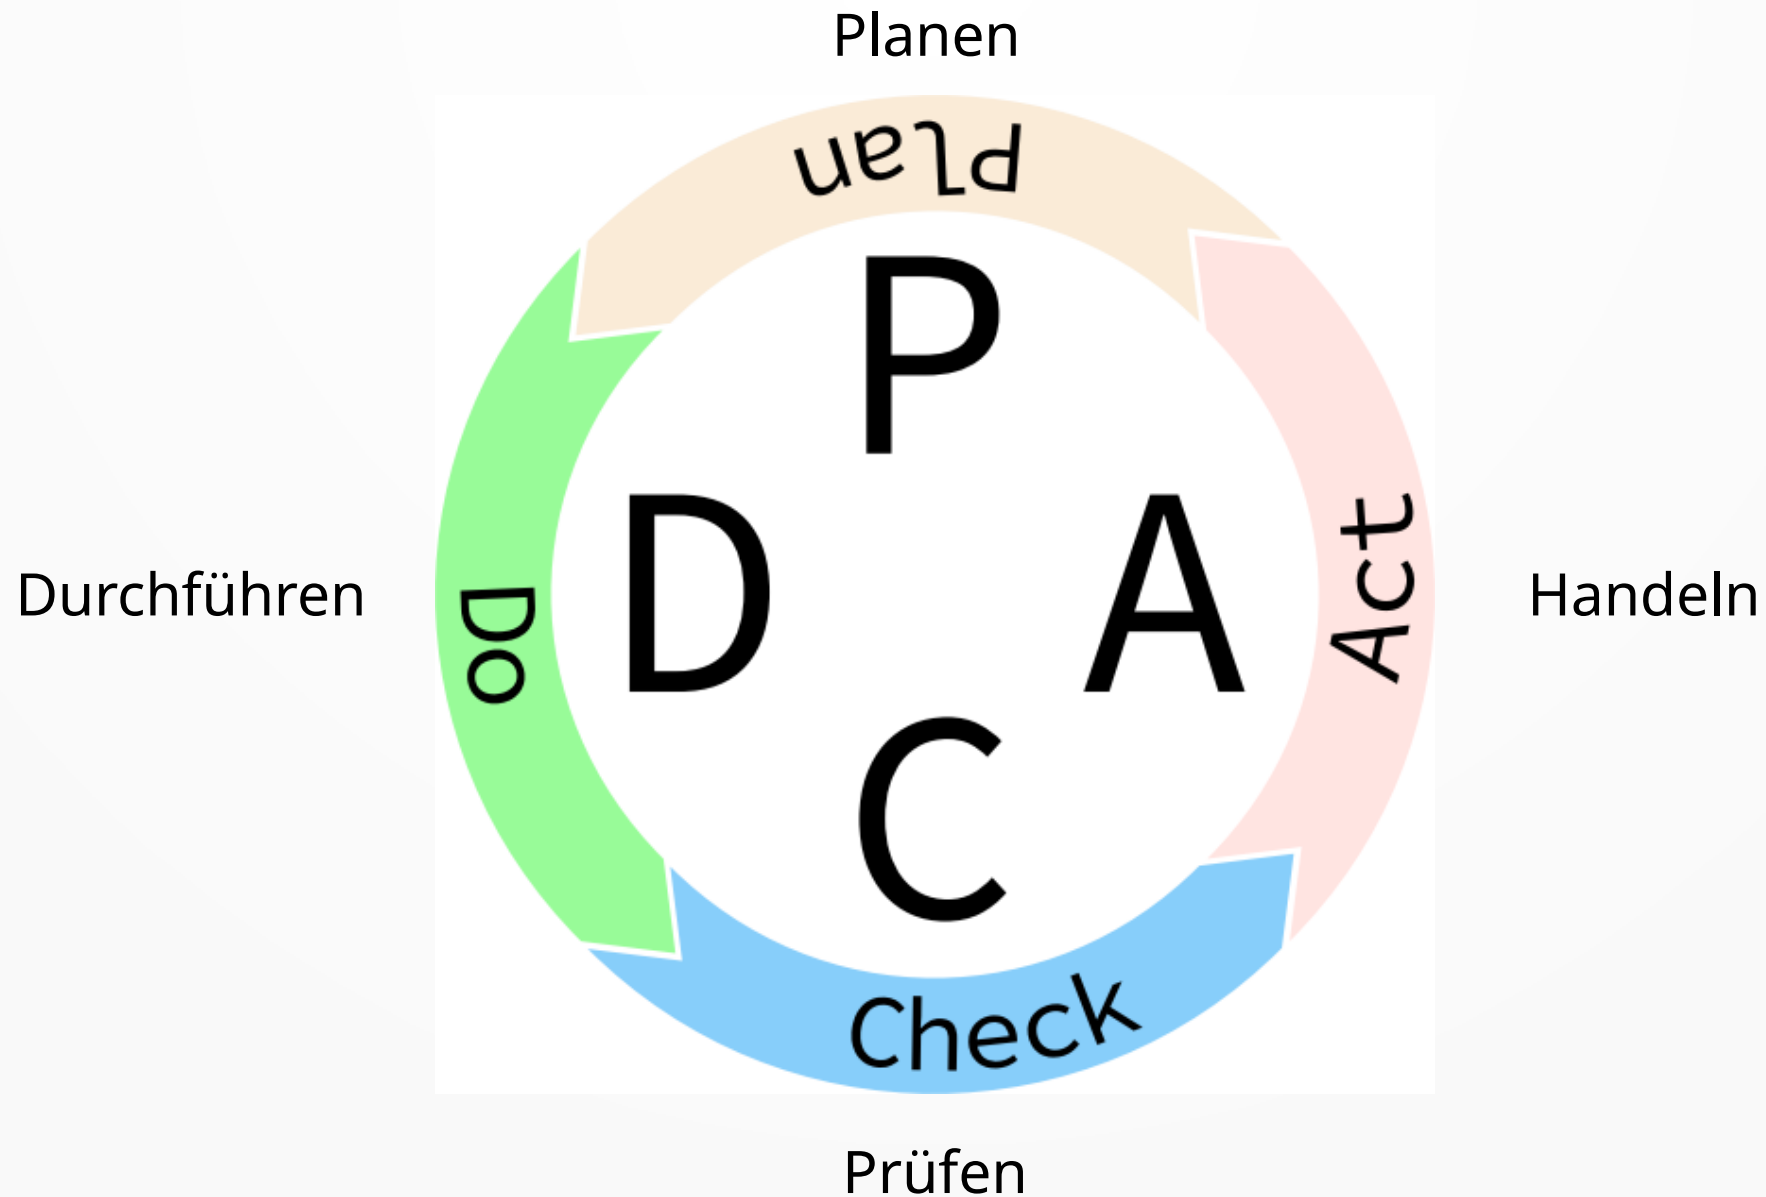 Planen
Plan
P
Durchführen
Do
D
A
Act
Handeln
C
Check
Prüfen